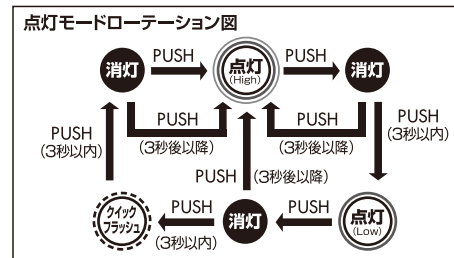 点灯モードローテーション図
消灯
PUSH
点灯
(High)
PUSH
消灯
PUSH
(3秒以内)
PUSH
(3秒後以降)
PUSH
(3秒後以降)
PUSH
(3秒以内)
PUSH
(3秒後以降)
クイック
フラッシュ
PUSH
(3秒以内)
消灯
PUSH
点灯
(Low)